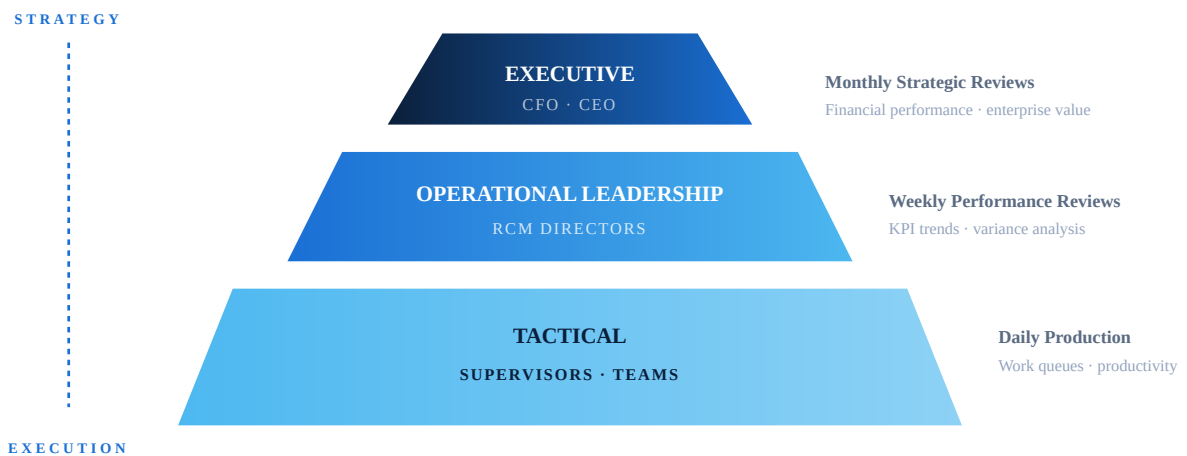 STRATEGY
EXECUTIVE
CFO · CEO
Monthly Strategic Reviews
Financial performance · enterprise value
OPERATIONAL LEADERSHIP
RCM DIRECTORS
Weekly Performance Reviews
KPI trends · variance analysis
TACTICAL
SUPERVISORS · TEAMS
Daily Production
Work queues · productivity
EXECUTION